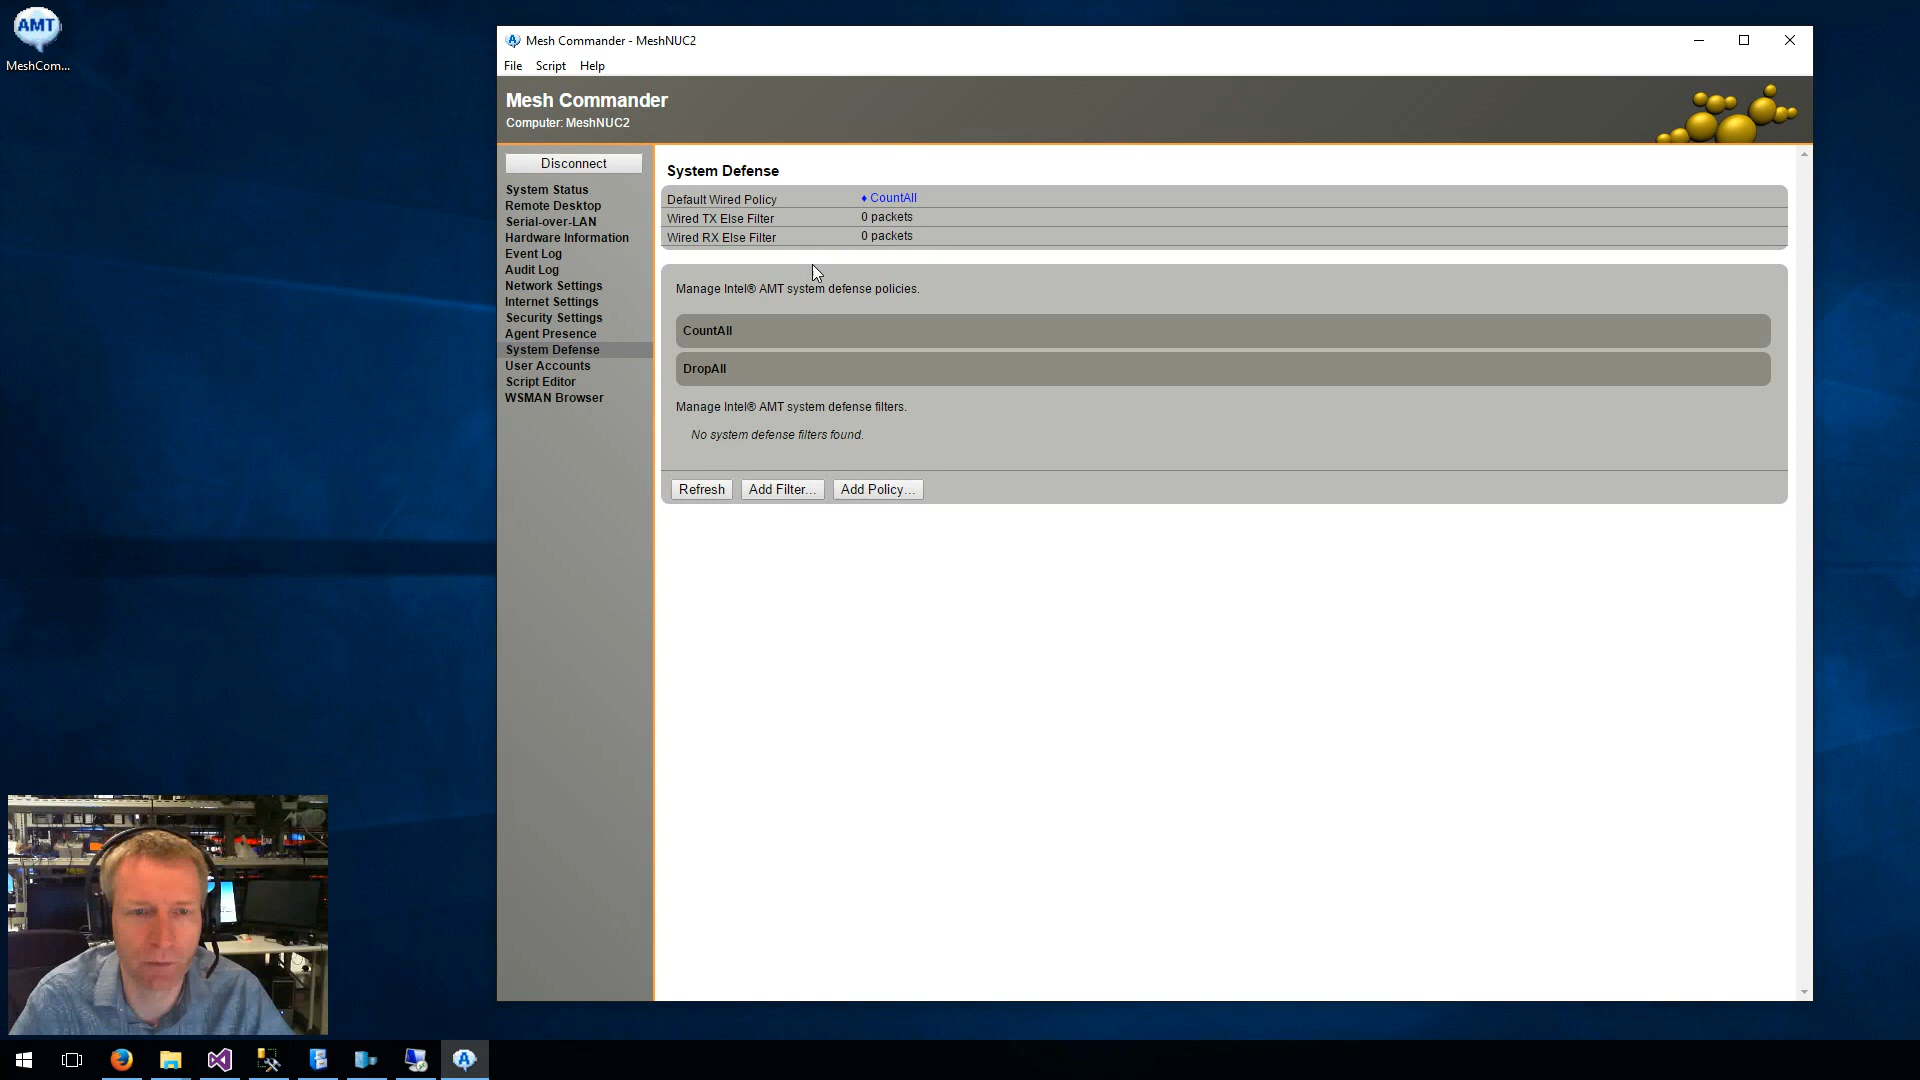 AMT
MeshCom...
Mesh Commander - MeshNUC2
File Script Help
Mesh Commander
Computer: MeshNUC2
Disconnect
System Status
Remote Desktop
Serial-over-LAN
Hardware Information
Event Log
Audit Log
Network Settings
Internet Settings
Security Settings
Agent Presence
System Defense
User Accounts
Script Editor
WSMAN Browser
System Defense
Default Wired Policy ♦ CountAll
Wired TX Else Filter 0 packets
Wired RX Else Filter 0 packets
Manage Intel® AMT system defense policies.
CountAll
DropAll
Manage Intel® AMT system defense filters.
No system defense filters found.
Refresh Add Filter... Add Policy...